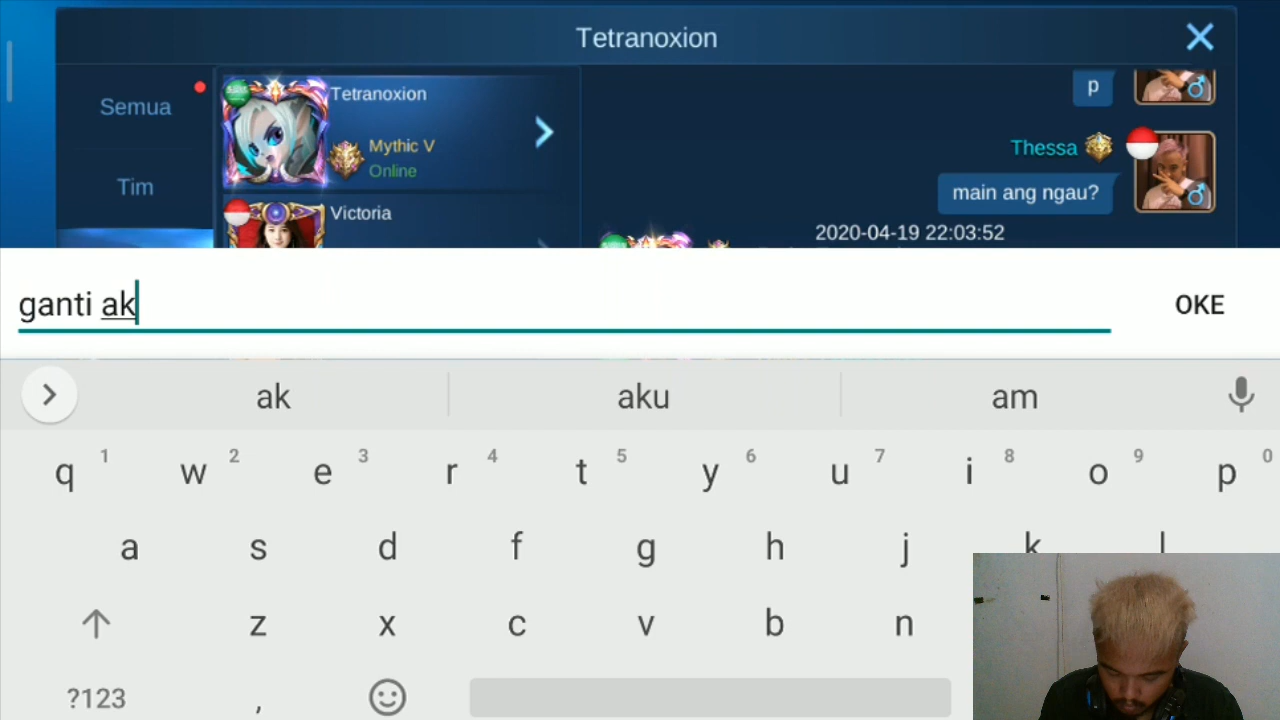 Tetranoxion
Semua
Tetranoxion
Mythic V
Online
Tim
Victoria
p
Thessa
main ang ngau?
2020-04-19 22:03:52
ganti ak
OKE
ak aku am
q 1 w 2 e 3 r 4 t 5 y 6 u 7 i 8 o 9 p 0
a s d f g h j k l
z x c v b n
?123 ,